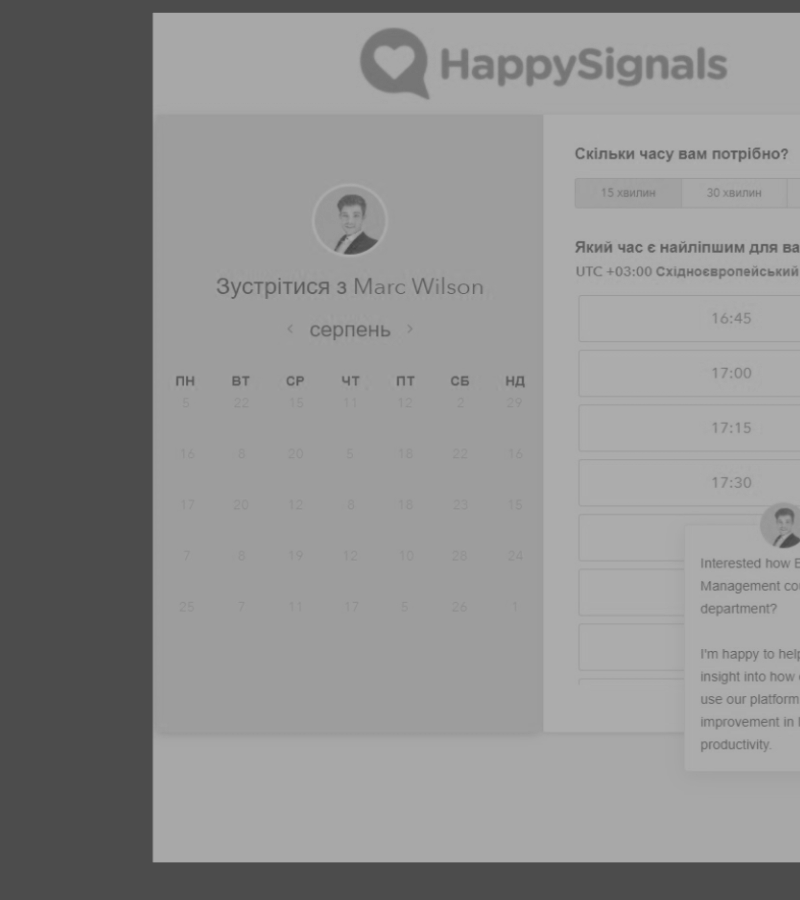 HappySignals
Зустрітися з Marc Wilson
серпень
ПН ВТ СР ЧТ ПТ СБ НД
5 22 15 11 12 2 29
16 8 20 5 18 22 16
17 20 12 8 18 23 15
7 8 19 12 10 28 24
25 7 11 17 5 26 1
Скільки часу вам потрібно?
15 хвилин 30 хвилин
Який час є найліпшим для ва
UTC +03:00 Східноєвропейський
16:45
17:00
17:15
17:30
Interested how E
Management co
department?
I'm happy to help
insight into how
use our platform
improvement in
productivity.